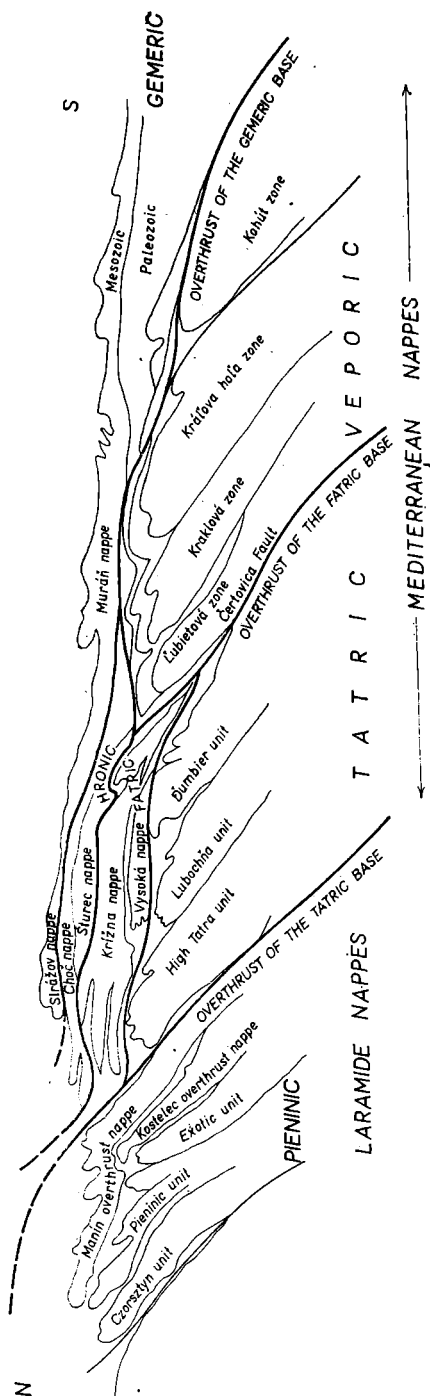 N
S
GEMERIC
Mesozoic
Paleozoic
OVERTHRUST OF THE GEMERIC BASE
Kohút zone
Kráľova hoľa zone
Kraklová zone
Ľubietová zone
Čertovica Fault
OVERTHRUST OF THE FATRIC BASE
Muráň nappe
HRONIC
FATRIC
Strážov nappe
Choč nappe
Šturec nappe
Krížna nappe
Vysoká nappe
Ďumbier unit
Lubochňa unit
High Tatra unit
OVERTHRUST OF THE TATRIC BASE
Manín overthrust nappe
Kostelec overthrust nappe
Exotic unit
Pieninic unit
Czorsztyn unit
PIENINIC
LARAMIDE NAPPES
TATRIC
VEPORIC
MEDITERRANEAN NAPPES